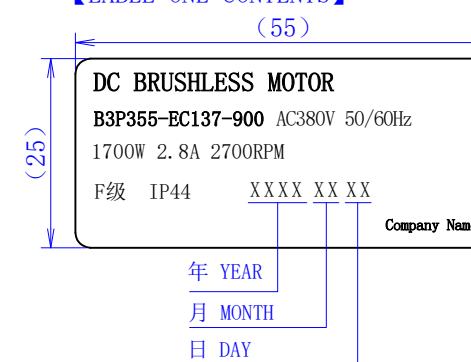 【LABEL ONE CONTENTS】
(55)
(25)
DC BRUSHLESS MOTOR
B3P355-EC137-900 AC380V 50/60Hz
1700W 2.8A 2700RPM
F级 IP44 XXXX XX XX
Company Nam
年 YEAR
月 MONTH
日 DAY